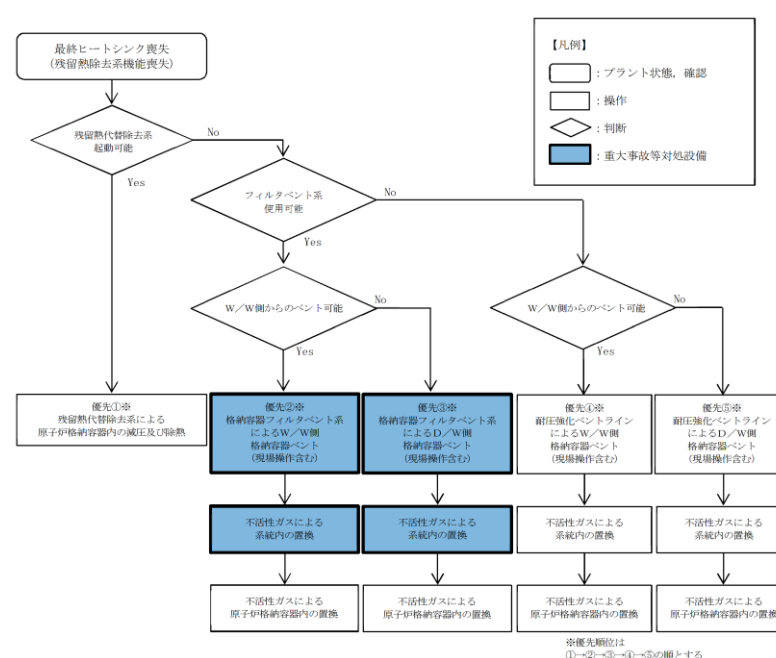 最終ヒートシンク喪失
(残留熱除去系機能喪失)
【凡例】
：プラント状態，確認
：操作
：判断
：重大事故等対処設備
残留熱代替除去系
起動可能
No
Yes
フィルタベント系
使用可能
No
Yes
W／W側からのベント可能
No
Yes
W／W側からのベント可能
No
Yes
優先①※
残留熱代替除去系による
原子炉格納容器内の減圧及び除熱
優先②※
格納容器フィルタベント系
によるW／W側
格納容器ベント
(現場操作含む)
優先③※
格納容器フィルタベント系
によるD／W側
格納容器ベント
(現場操作含む)
優先④※
耐圧強化ベントライン
によるW／W側
格納容器ベント
(現場操作含む)
優先⑤※
耐圧強化ベントライン
によるD／W側
格納容器ベント
(現場操作含む)
不活性ガスによる
系統内の置換
不活性ガスによる
系統内の置換
不活性ガスによる
系統内の置換
不活性ガスによる
系統内の置換
不活性ガスによる
原子炉格納容器内の置換
不活性ガスによる
原子炉格納容器内の置換
不活性ガスによる
原子炉格納容器内の置換
不活性ガスによる
原子炉格納容器内の置換
※優先順位は
①→②→③→④→⑤の順とする